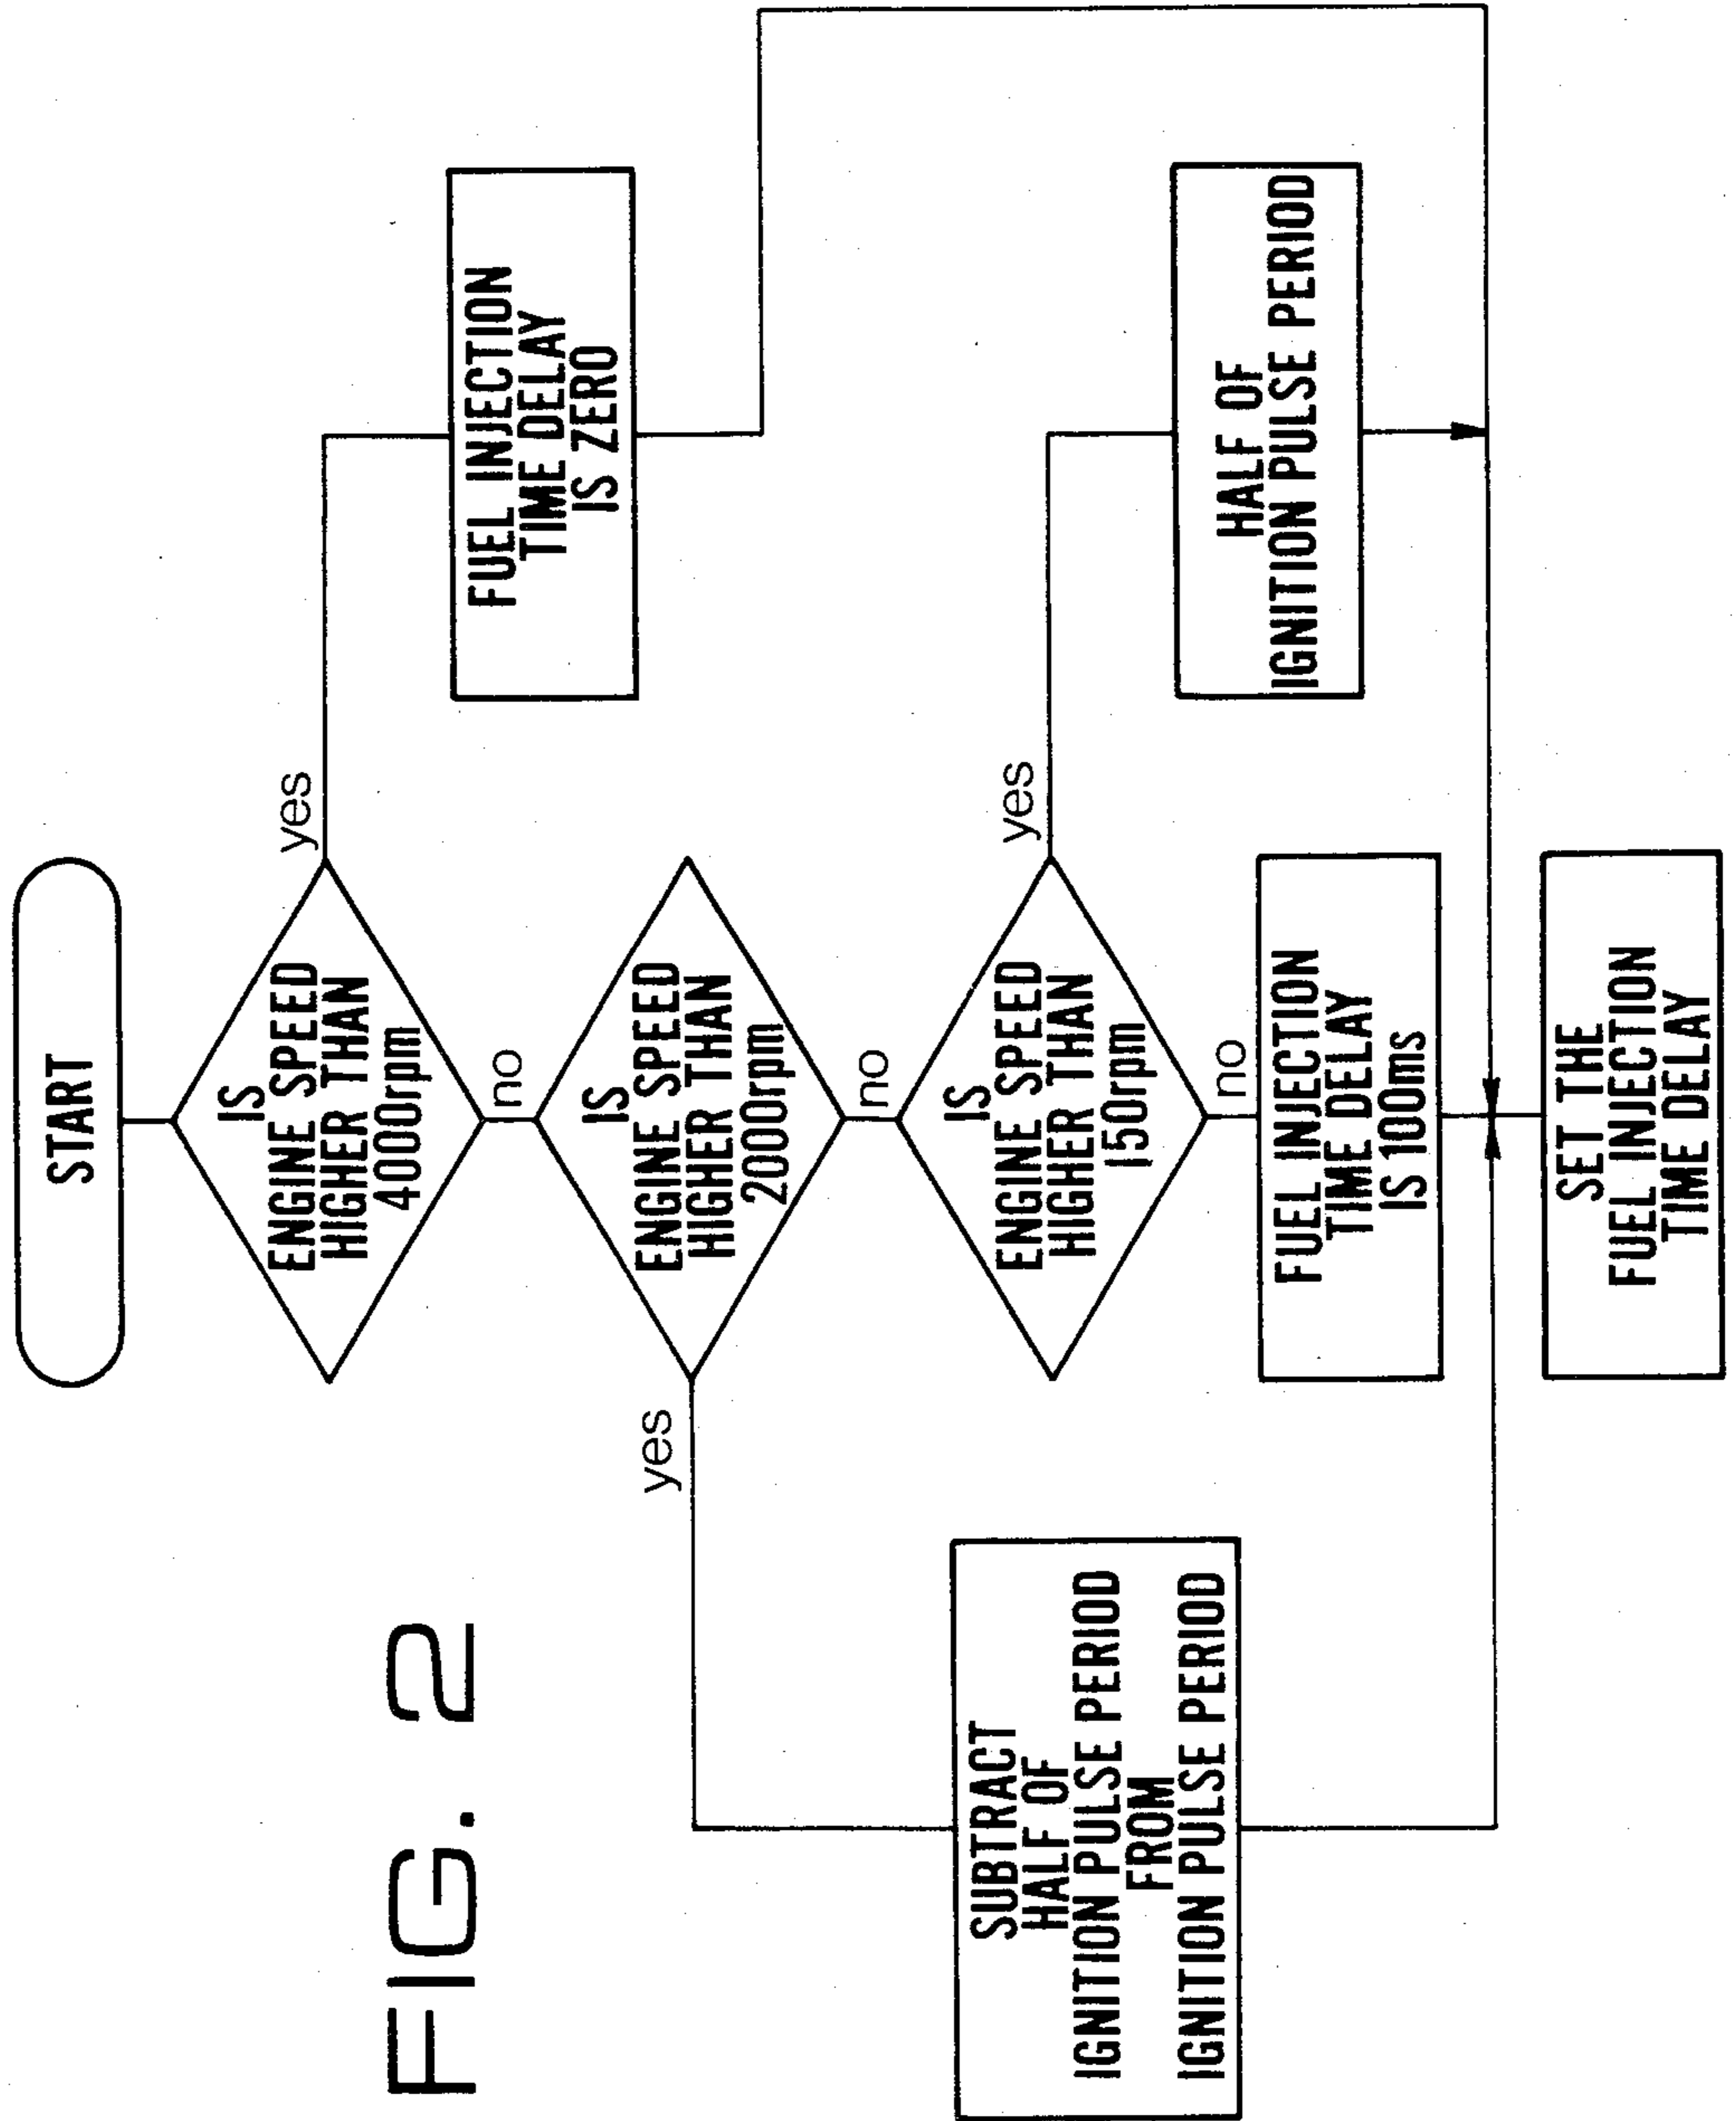 FIG. 2
START
IS
ENGINE SPEED
HIGHER THAN
4000rpm
yes
no
FUEL INJECTION
TIME DELAY
IS ZERO
IS
ENGINE SPEED
HIGHER THAN
2000rpm
yes
no
SUBTRACT
HALF OF
IGNITION PULSE PERIOD
FROM
IGNITION PULSE PERIOD
IS
ENGINE SPEED
HIGHER THAN
150rpm
yes
no
HALF OF
IGNITION PULSE PERIOD
FUEL INJECTION
TIME DELAY
IS 100ms
SET THE
FUEL INJECTION
TIME DELAY